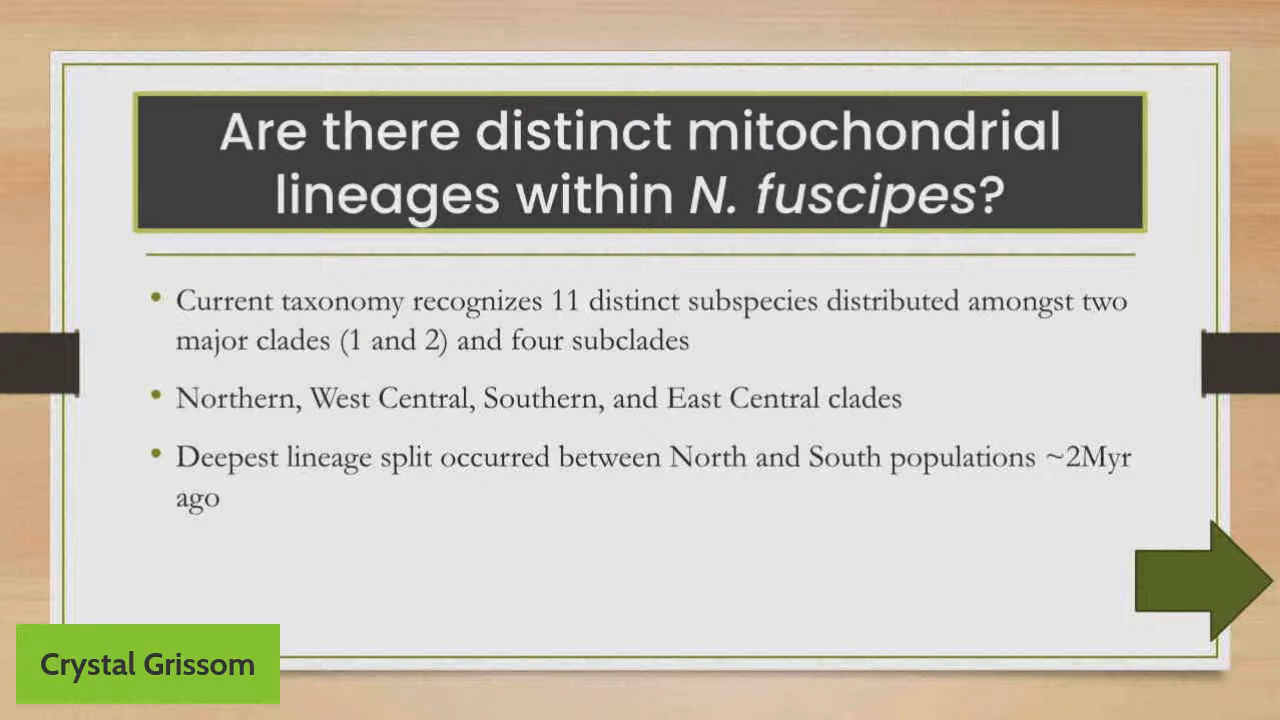 Are there distinct mitochondrial
lineages within N. fuscipes?
• Current taxonomy recognizes 11 distinct subspecies distributed amongst two
major clades (1 and 2) and four subclades
• Northern, West Central, Southern, and East Central clades
• Deepest lineage split occurred between North and South populations ~2Myr
ago
Crystal Grissom